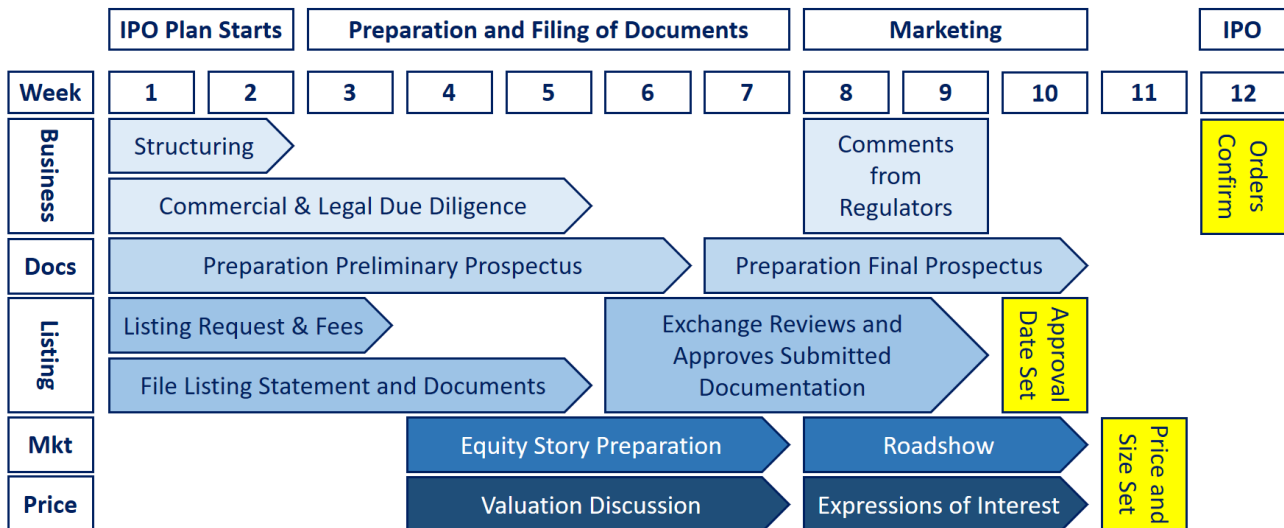 IPO Plan Starts
Preparation and Filing of Documents
Marketing
IPO
Week
1
2
3
4
5
6
7
8
9
10
11
12
Business
Structuring
Commercial & Legal Due Diligence
Comments
from
Regulators
Orders
Confirm
Docs
Preparation Preliminary Prospectus
Preparation Final Prospectus
Listing
Listing Request & Fees
File Listing Statement and Documents
Exchange Reviews and
Approves Submitted
Documentation
Approval
Date Set
Mkt
Equity Story Preparation
Roadshow
Price and
Size Set
Price
Valuation Discussion
Expressions of Interest